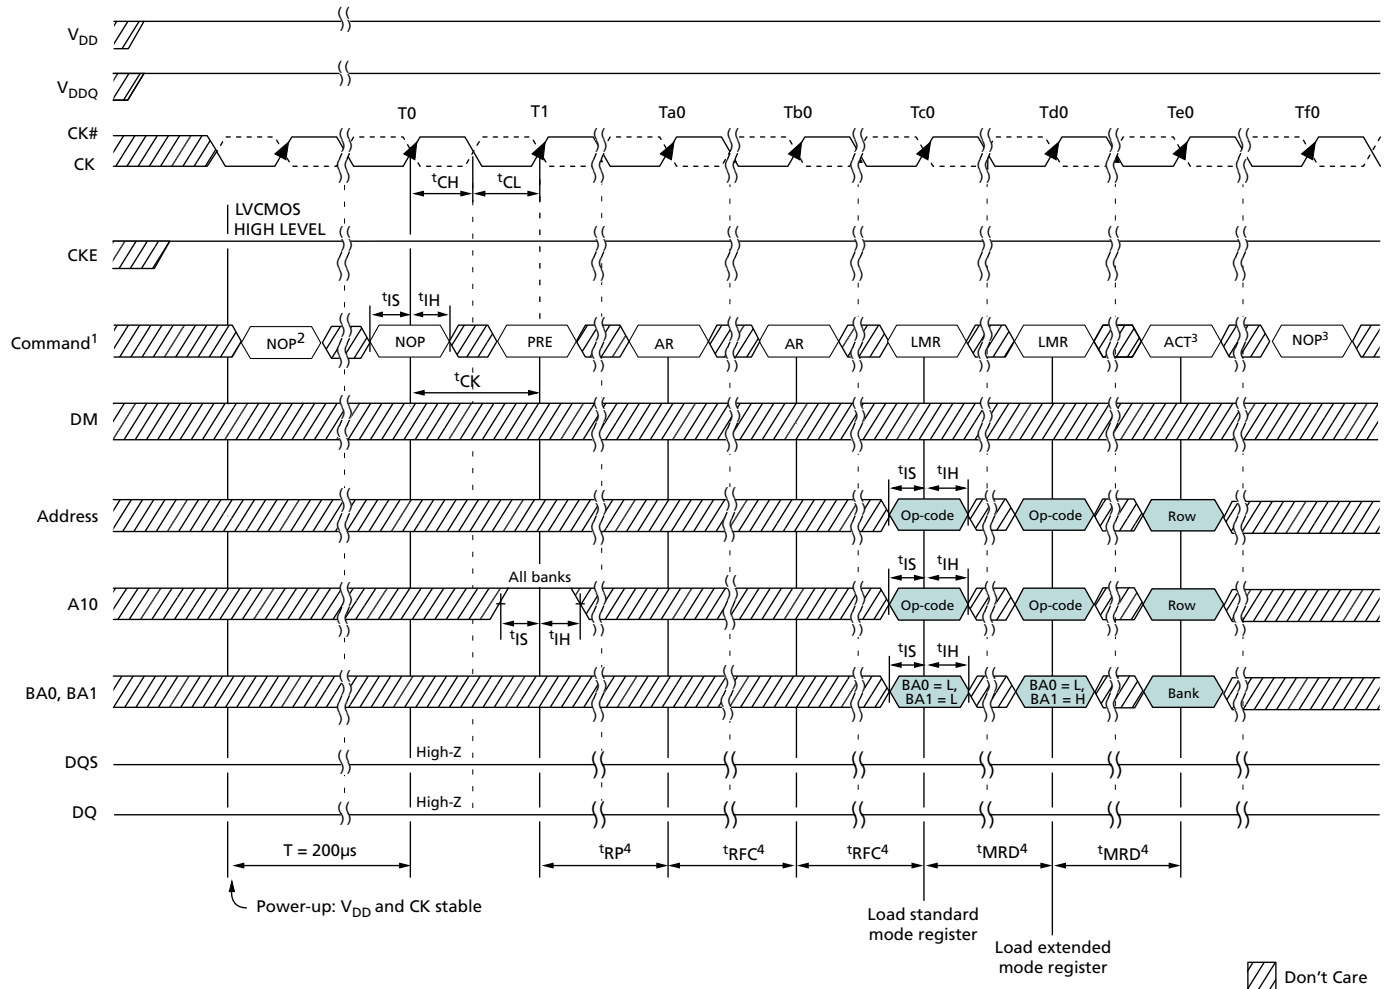 VDD
VDDQ
T0 T1 Ta0 Tb0 Tc0 Td0 Te0 Tf0
CK#
CK
tCH tCL
LVCMOS
HIGH LEVEL
CKE
tIS tIH
Command1 NOP2 NOP PRE AR AR LMR LMR ACT3 NOP3
tCK
DM
tIS tIH
Address Op-code Op-code Row
tIS tIH
All banks
A10 Op-code Op-code Row
tIS tIH
tIS tIH
BA0, BA1 BA0 = L, BA1 = L BA0 = L, BA1 = H Bank
DQS High-Z
DQ High-Z
T = 200µs tRP4 tRFC4 tRFC4 tMRD4 tMRD4
Power-up: VDD and CK stable
Load standard
mode register
Load extended
mode register
Don't Care